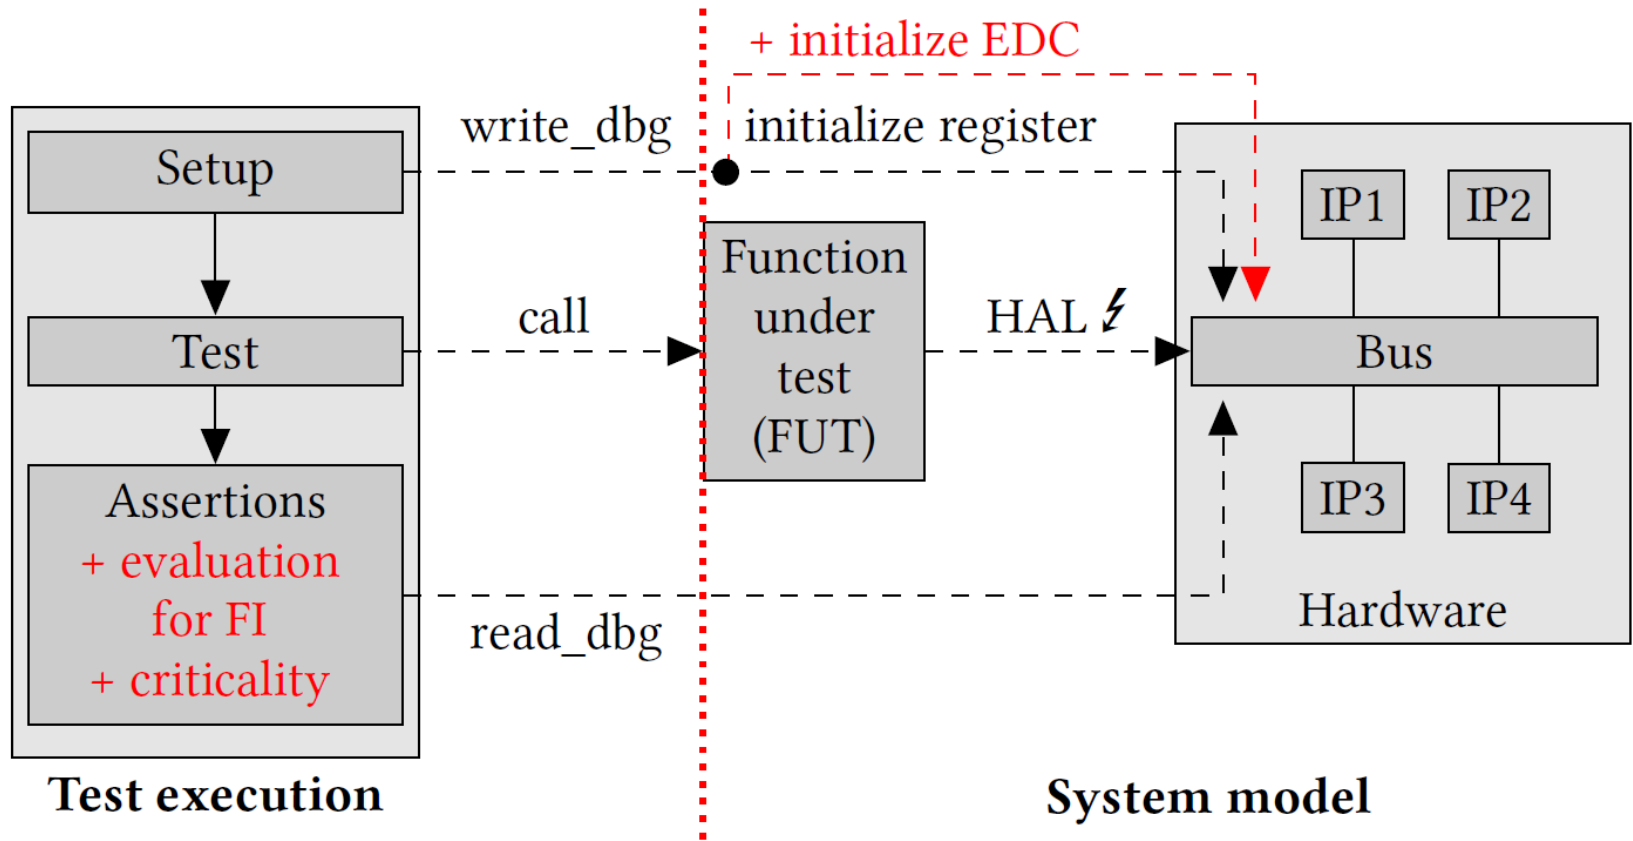 + initialize EDC
write_dbg
initialize register
Setup
IP1
IP2
Function
under
test
(FUT)
call
HAL
Test
Bus
Assertions
+ evaluation
for FI
+ criticality
IP3
IP4
read_dbg
Hardware
Test execution
System model